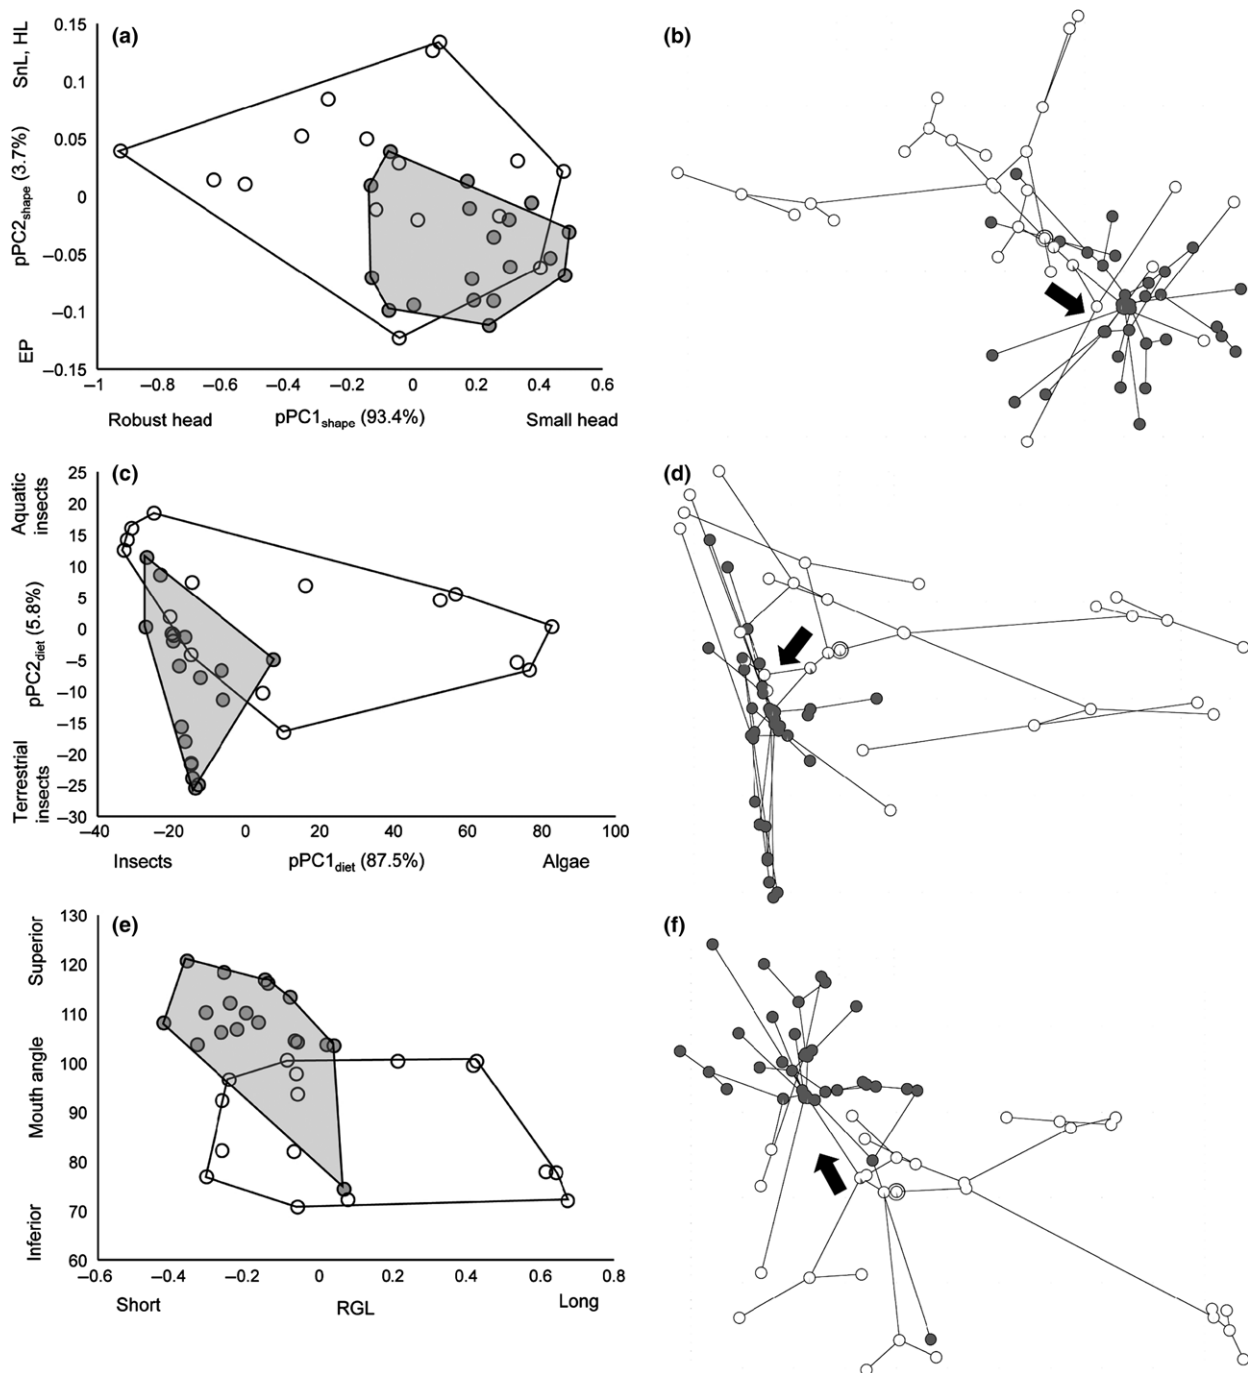 (a)
SnL, HL
pPC2shape (3.7%)
EP
0.15
0.1
0.05
0
–0.05
–0.1
–0.15
–1
–0.8
–0.6
–0.4
–0.2
0
0.2
0.4
0.6
Robust head
pPC1shape (93.4%)
Small head
(b)
(c)
Aquatic
insects
pPC2diet (5.8%)
Terrestrial
insects
25
20
15
10
5
0
–5
–10
–15
–20
–25
–30
–40
–20
0
20
40
60
80
100
Insects
pPC1diet (87.5%)
Algae
(d)
(e)
Superior
Mouth angle
Inferior
130
120
110
100
90
80
70
60
–0.6
–0.4
–0.2
0
0.2
0.4
0.6
0.8
Short
RGL
Long
(f)